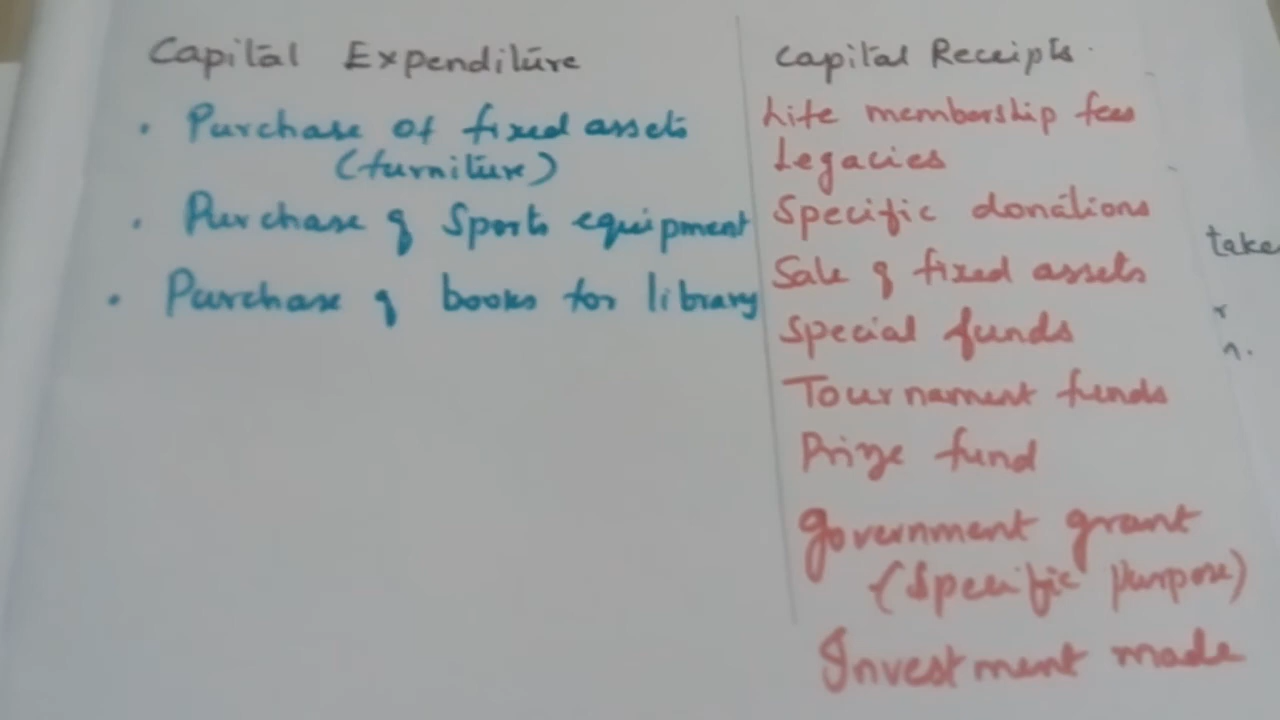 Capital Expenditure
• Purchase of fixed assets
(furniture)
• Purchase of Sports equipment
• Purchase of books for library
Capital Receipts
Life membership fees
Legacies
Specific donations
Sale of fixed assets
Special funds
Tournament funds
Prize fund
Government grant
(Specific purpose)
Investment made
take